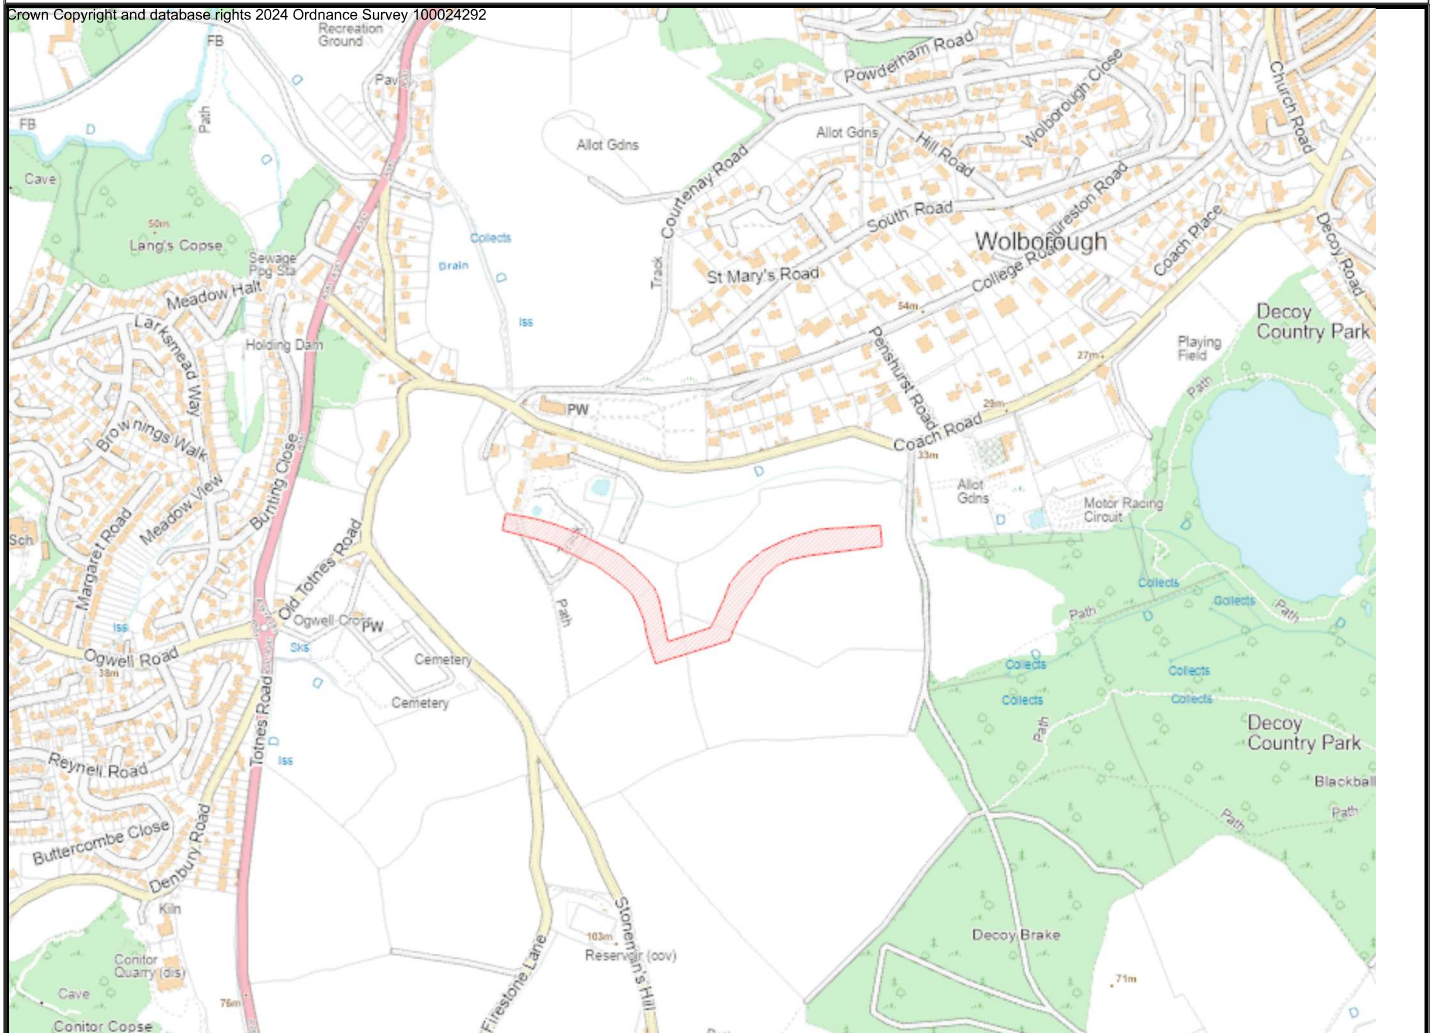 Crown Copyright and database rights 2024 Ordnance Survey 100024292
FB
Recreation
Ground
Pav
Powderham Road
Wolborough Close
Church Road
FB
D
Path
D
D
Allot Gdns
Allot Gdns
Hill Road
Cave
50m
Lang's Copse
Courtenay Road
South Road
Coach Place
Decoy Road
Collects
Drain
D
Wolborough
Sewage
Ppg Sta
Meadow Halt
Track
St Mary's Road
54m
Iss
Larksmead Way
Holding Dam
Penshurst Road
27m
Playing
Field
Decoy
Country Park
Path
Brownings Walk
PW
29m
Coach Road
33m
D
Meadow View
Bunting Close
Allot
Gdns
D
Motor Racing
Circuit
D
Sch
Margaret Road
Old Totnes Road
Path
Collects
Collects
Path
Path
Iss
Ogwell Cross
PW
Ogwell Road
38m
Sks
D
Cemetery
Cemetery
D
D
Collects
Collects
Collects
Collects
Path
Totnes Road
D
Iss
Decoy
Country Park
Reynell Road
Blackball
Path
Path
Buttercombe Close
Denbury Road
Kiln
Stoneman's Hill
103m
Reservoir (cov)
Firestone Lane
Decoy Brake
71m
Conitor
Quarry (dis)
Cave
76m
Conitor Copse
D